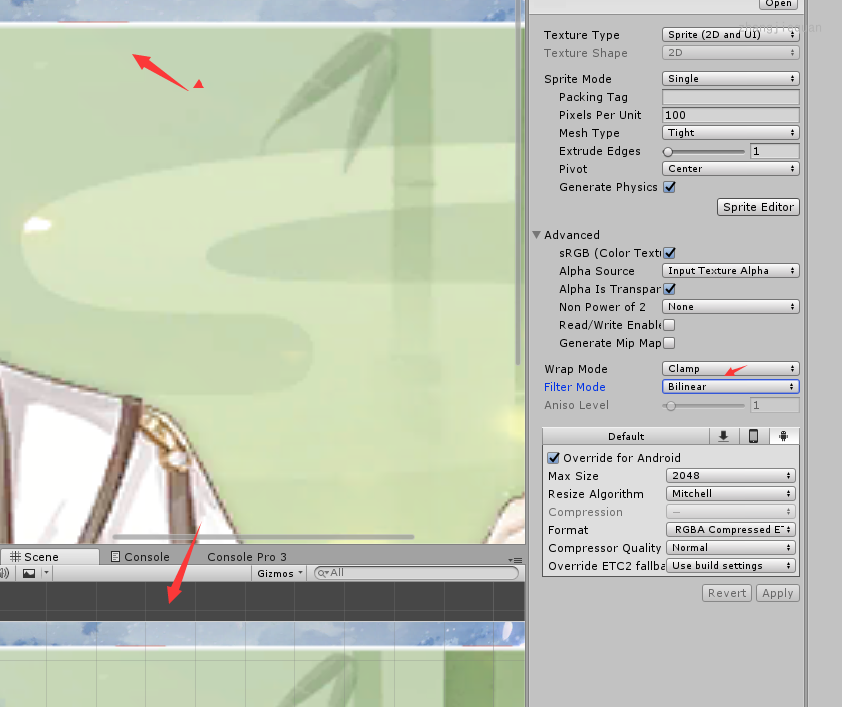 Open
Texture Type Sprite (2D and UI)
Texture Shape 2D
Sprite Mode Single
Packing Tag
Pixels Per Unit 100
Mesh Type Tight
Extrude Edges 1
Pivot Center
Generate Physics
Sprite Editor
Advanced
sRGB (Color Textu
Alpha Source Input Texture Alpha
Alpha Is Transpar
Non Power of 2 None
Read/Write Enable
Generate Mip Map
Wrap Mode Clamp
Filter Mode Bilinear
Aniso Level 1
Default
Override for Android
Max Size 2048
Resize Algorithm Mitchell
Compression —
Format RGBA Compressed ET
Compressor Quality Normal
Override ETC2 fallba Use build settings
Revert Apply
Scene Console Console Pro 3
Gizmos All